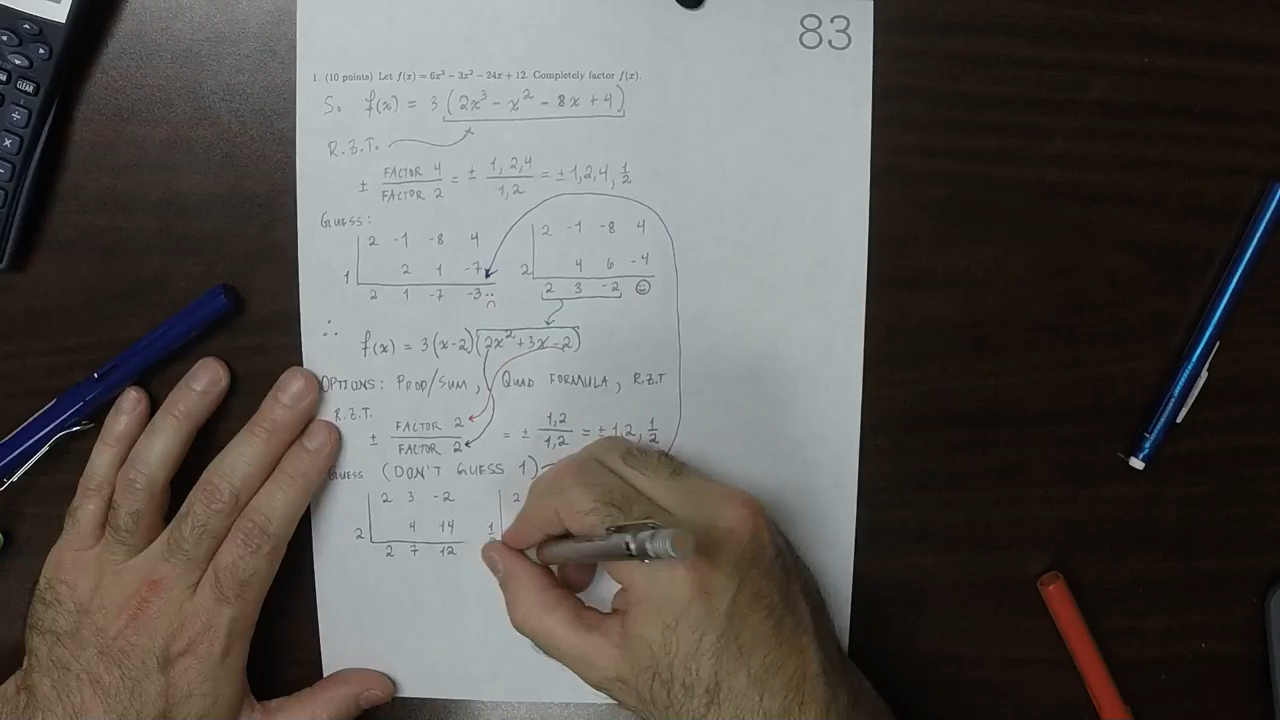 83
1. (10 points) Let f(x) = 6x³ − 3x² − 24x + 12. Completely factor f(x).
So f(x) = 3(2x³ - x² - 8x + 4)
R.Z.T.
± FACTOR 4 / FACTOR 2 = ± 1,2,4 / 1,2 = ± 1,2,4, 1/2
GUESS:
2 -1 -8 4
1 2 1 -7
2 1 -7 -3
2 -1 -8 4
2 4 6 -4
2 3 -2
∴ f(x) = 3(x-2)(2x²+3x-2)
OPTIONS: PROD/SUM, QUAD FORMULA, R.Z.T
R.Z.T.
± FACTOR 2 / FACTOR 2 = ± 1,2 / 1,2 = ± 1,2, 1/2
GUESS (DON'T GUESS 1)
2 3 -2
2 4 14
2 7 12
2
1
CLEAR